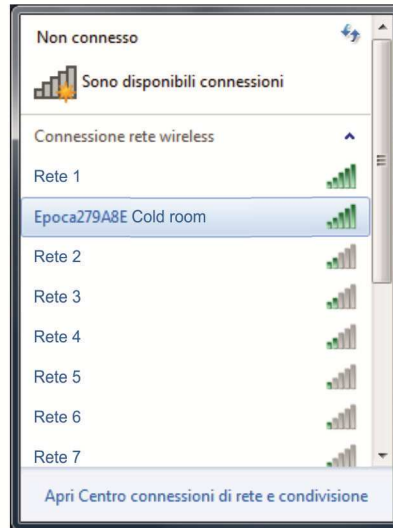 Non connesso
Sono disponibili connessioni
Connessione rete wireless
Rete 1
Epoca279A8E Cold room
Rete 2
Rete 3
Rete 4
Rete 5
Rete 6
Rete 7
Apri Centro connessioni di rete e condivisione